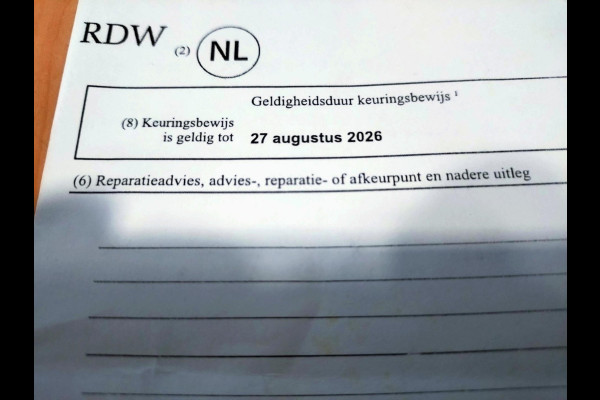 RDW (2) NL
Geldigheidsduur keuringsbewijs ¹
(8) Keuringsbewijs
is geldig tot 27 augustus 2026
(6) Reparatieadvies, advies-, reparatie- of afkeurpunt en nadere uitleg